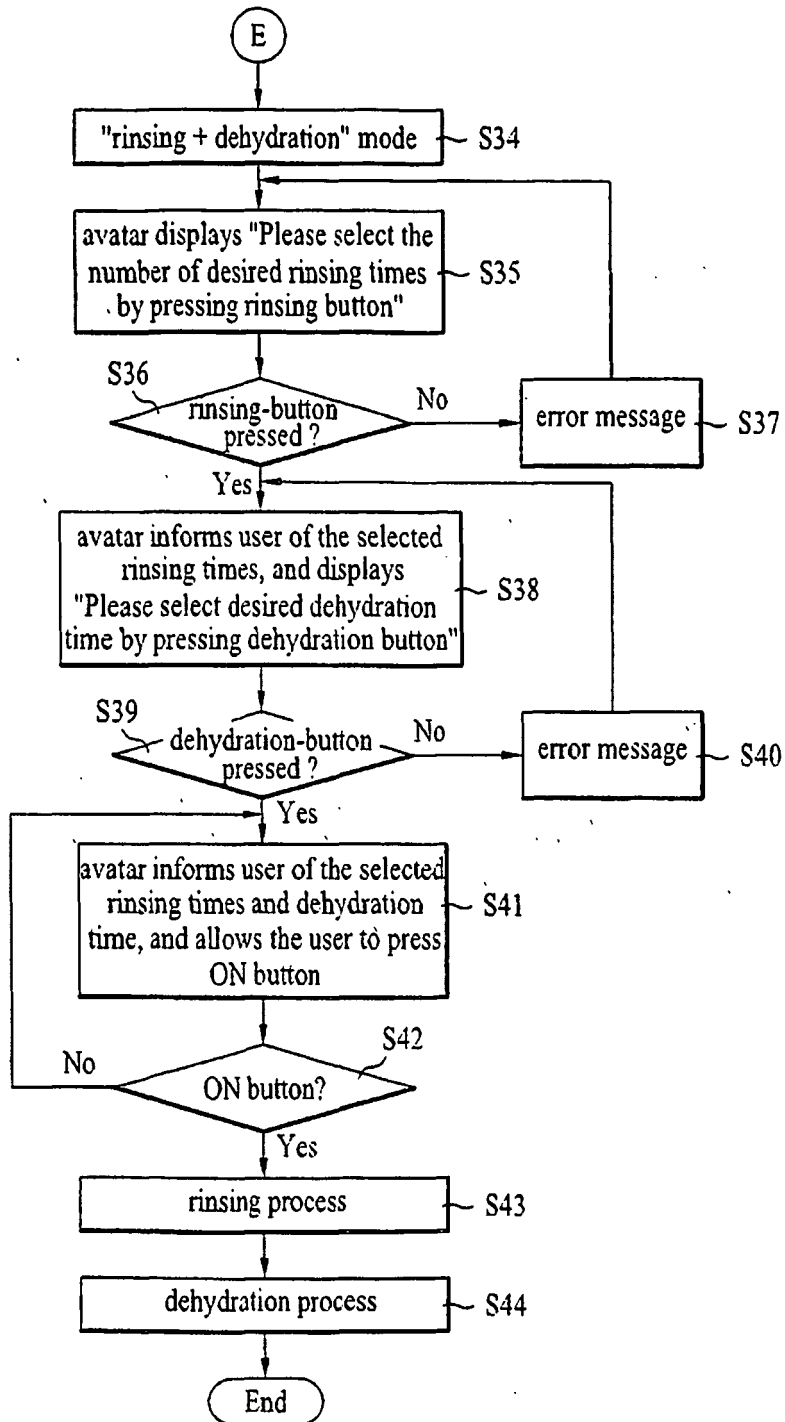 E
"rinsing + dehydration" mode
S34
avatar displays "Please select the
number of desired rinsing times
by pressing rinsing button"
S35
S36
rinsing-button
pressed ?
No
error message
S37
Yes
avatar informs user of the selected
rinsing times, and displays
"Please select desired dehydration
time by pressing dehydration button"
S38
S39
dehydration-button
pressed ?
No
error message
S40
Yes
avatar informs user of the selected
rinsing times and dehydration
time, and allows the user to press
ON button
S41
S42
No
ON button?
Yes
rinsing process
S43
dehydration process
S44
End